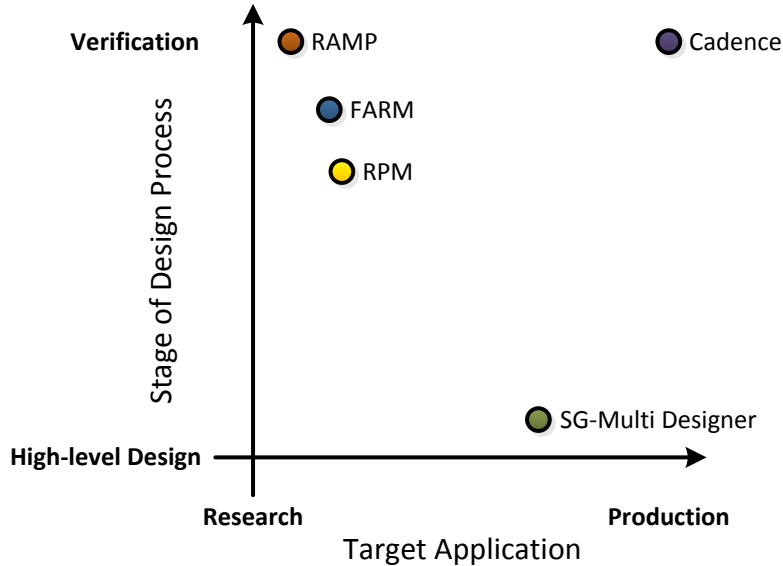 Verification
RAMP
Cadence
FARM
RPM
Stage of Design Process
SG-Multi Designer
High-level Design
Research
Production
Target Application